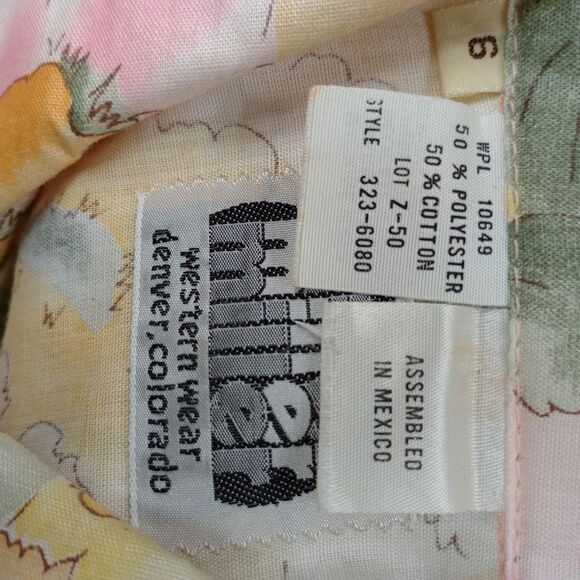 6
WPL 10649
50 % POLYESTER
50 % COTTON
LOT Z-50
STYLE 323-6080
ASSEMBLED
IN MEXICO
miller
western wear
denver, colorado